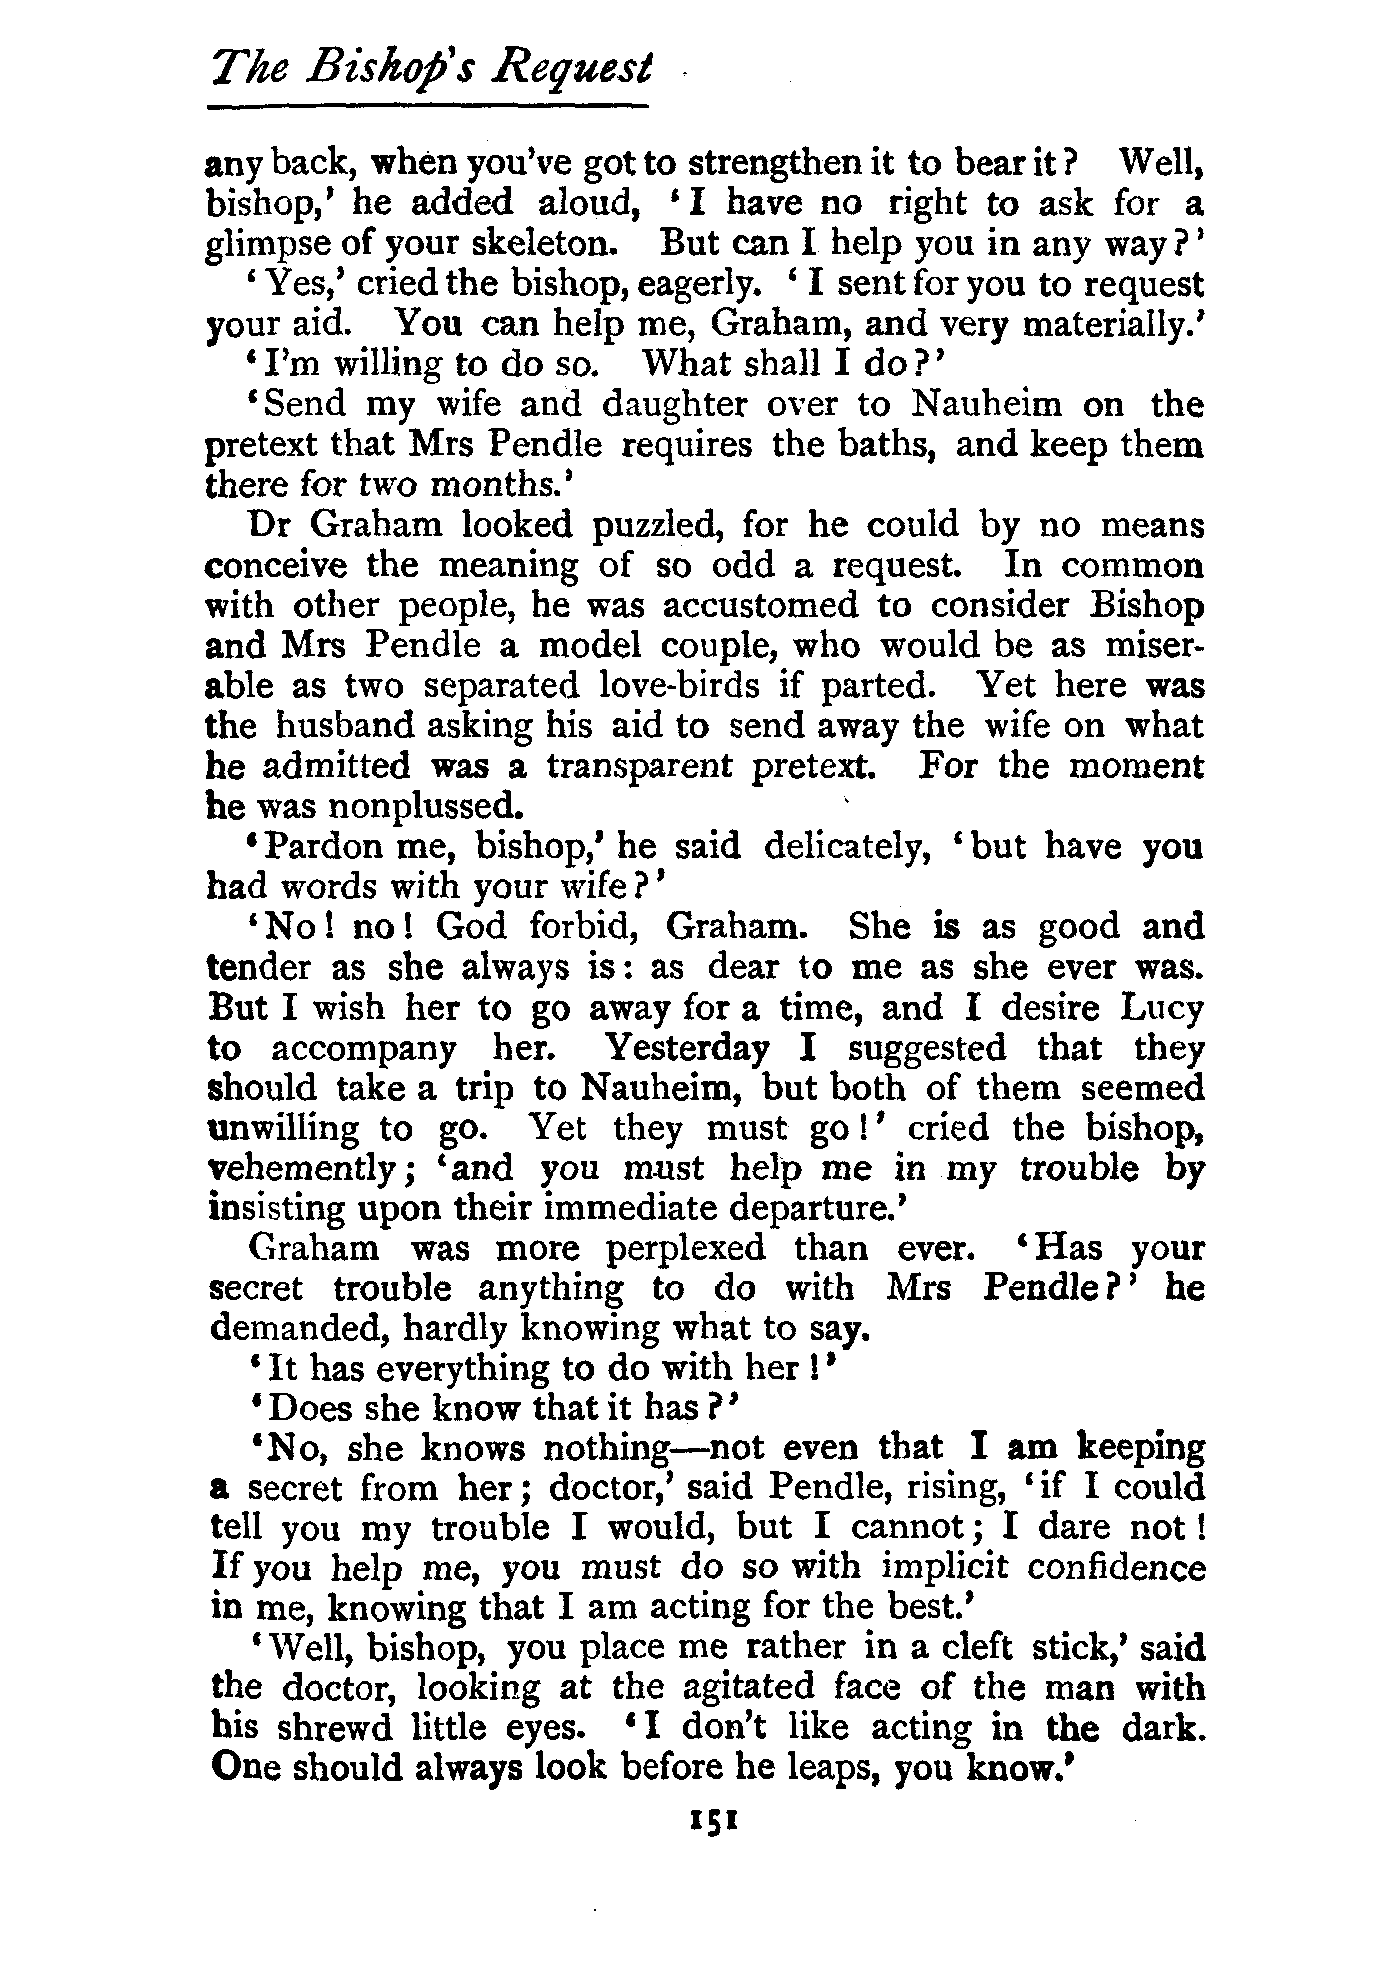 The Bishop's Request
any back, when you've got to strengthen it to bear it? Well,
bishop,' he added aloud, 'I have no right to ask for a
glimpse of your skeleton. But can I help you in any way?'
'Yes,' cried the bishop, eagerly. 'I sent for you to request
your aid. You can help me, Graham, and very materially.'
'I'm willing to do so. What shall I do?'
'Send my wife and daughter over to Nauheim on the
pretext that Mrs Pendle requires the baths, and keep them
there for two months.'
Dr Graham looked puzzled, for he could by no means
conceive the meaning of so odd a request. In common
with other people, he was accustomed to consider Bishop
and Mrs Pendle a model couple, who would be as miser-
able as two separated love-birds if parted. Yet here was
the husband asking his aid to send away the wife on what
he admitted was a transparent pretext. For the moment
he was nonplussed.
'Pardon me, bishop,' he said delicately, 'but have you
had words with your wife?'
'No! no! God forbid, Graham. She is as good and
tender as she always is: as dear to me as she ever was.
But I wish her to go away for a time, and I desire Lucy
to accompany her. Yesterday I suggested that they
should take a trip to Nauheim, but both of them seemed
unwilling to go. Yet they must go!' cried the bishop,
vehemently; 'and you must help me in my trouble by
insisting upon their immediate departure.'
Graham was more perplexed than ever. 'Has your
secret trouble anything to do with Mrs Pendle?' he
demanded, hardly knowing what to say.
'It has everything to do with her!'
'Does she know that it has?'
'No, she knows nothing—not even that I am keeping
a secret from her; doctor,' said Pendle, rising, 'if I could
tell you my trouble I would, but I cannot; I dare not!
If you help me, you must do so with implicit confidence
in me, knowing that I am acting for the best.'
'Well, bishop, you place me rather in a cleft stick,' said
the doctor, looking at the agitated face of the man with
his shrewd little eyes. 'I don't like acting in the dark.
One should always look before he leaps, you know.'
151